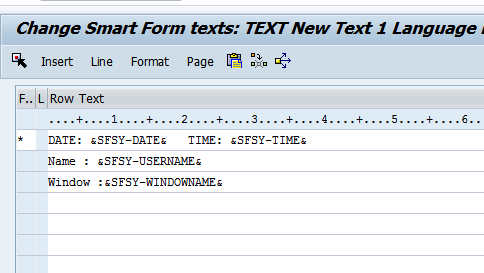 Change Smart Form texts: TEXT New Text 1 Language
Insert Line Format Page
F.. L Row Text
....+....1....+....2....+....3....+....4....+....5....+....6.
* DATE: &SFSY-DATE& TIME: &SFSY-TIME&
Name : &SFSY-USERNAME&
Window :&SFSY-WINDOWNAME&